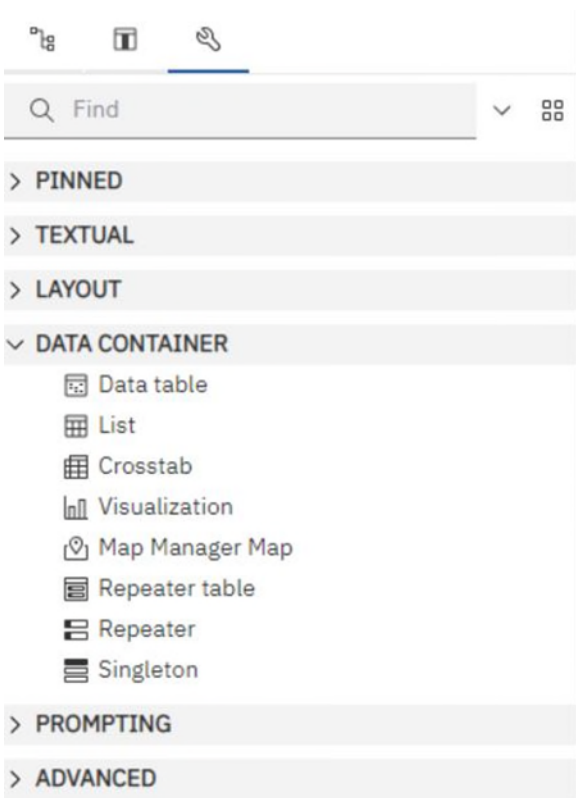 Find
PINNED
TEXTUAL
LAYOUT
DATA CONTAINER
Data table
List
Crosstab
Visualization
Map Manager Map
Repeater table
Repeater
Singleton
PROMPTING
ADVANCED